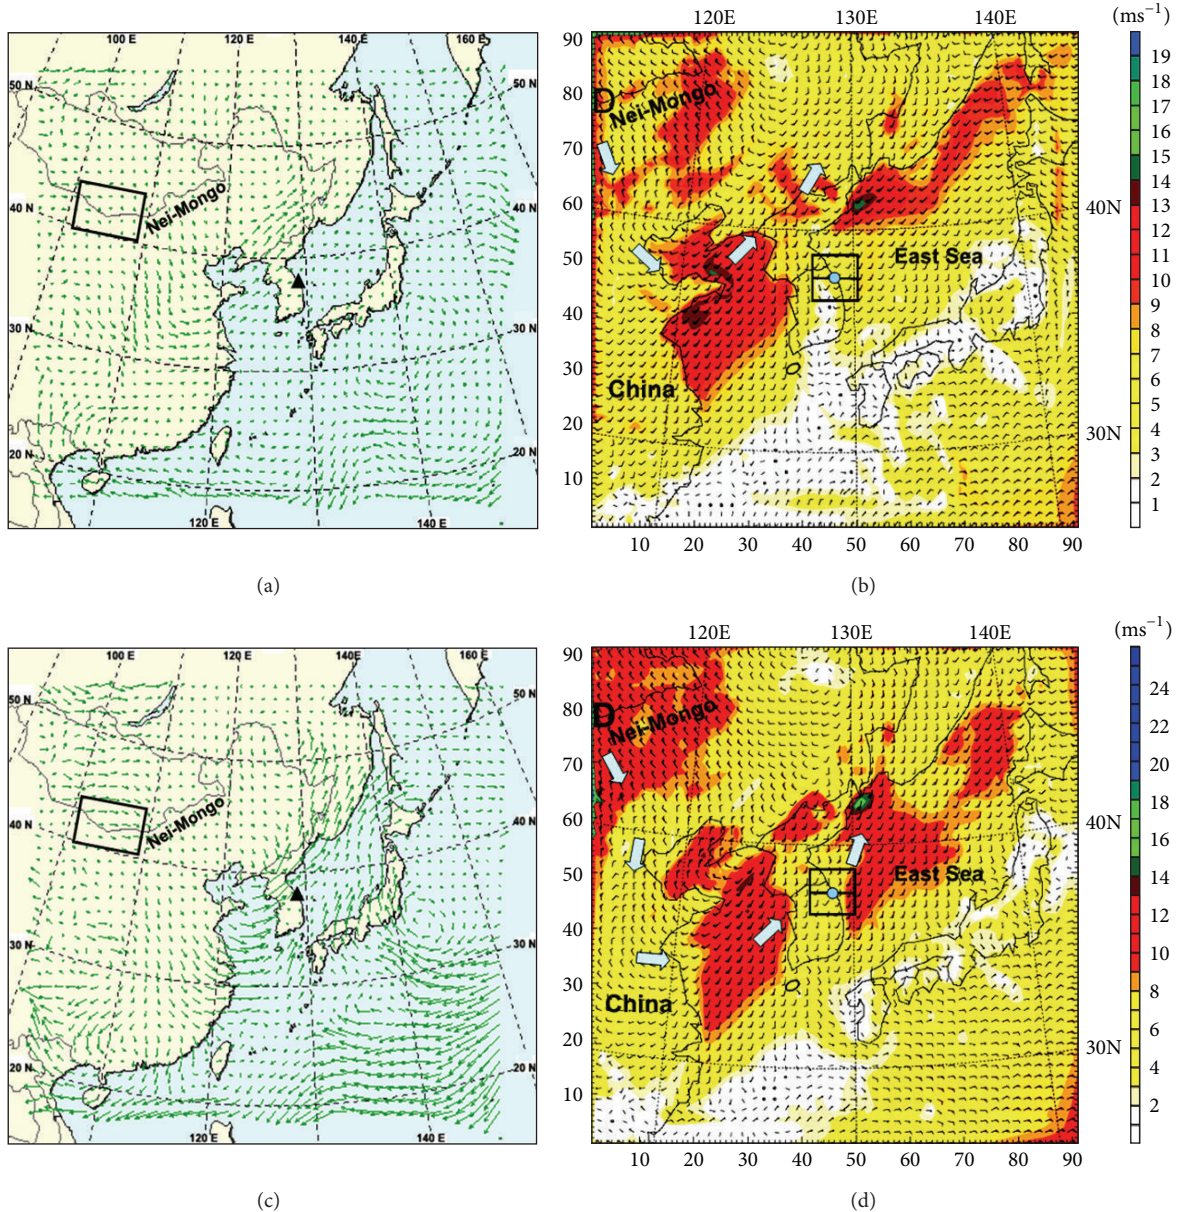 100 E 120 E 140 E 160 E
50 N
50 N
40 N
40 N
30 N
30 N
20 N
20 N
120 E 140 E
Nei-Mongo
(a)
120E 130E 140E
(ms−1)
90
80
70
60
50
40
30
20
10
10 20 30 40 50 60 70 80 90
D
Nei-Mongo
East Sea
China
40N
30N
19
18
17
16
15
14
13
12
11
10
9
8
7
6
5
4
3
2
1
(b)
100 E 120 E 140E 160 E
50 N
50 N
40 N
40 N
30 N
30 N
20 N
20 N
120 E 140 E
Nei-Mongo
(c)
120E 130E 140E
(ms−1)
90
80
70
60
50
40
30
20
10
10 20 30 40 50 60 70 80 90
D
Nei-Mongo
East Sea
China
40N
30N
24
22
20
18
16
14
12
10
8
6
4
2
(d)